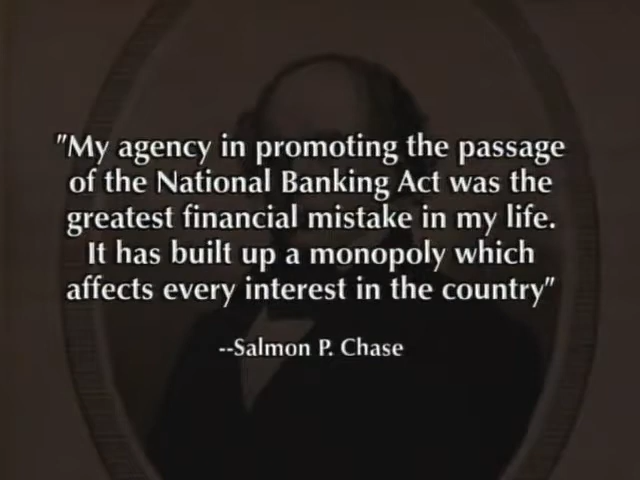 "My agency in promoting the passage
of the National Banking Act was the
greatest financial mistake in my life.
It has built up a monopoly which
affects every interest in the country"
--Salmon P. Chase